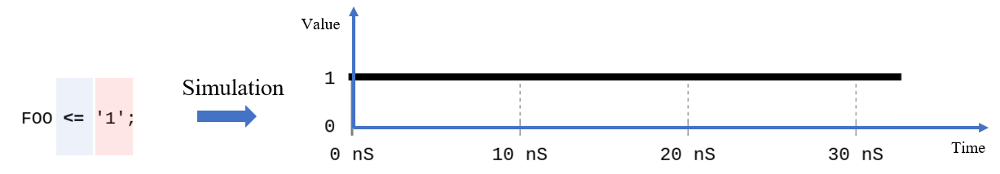 FOO <= '1';
Simulation
Value
1
0
0 nS 10 nS 20 nS 30 nS
Time